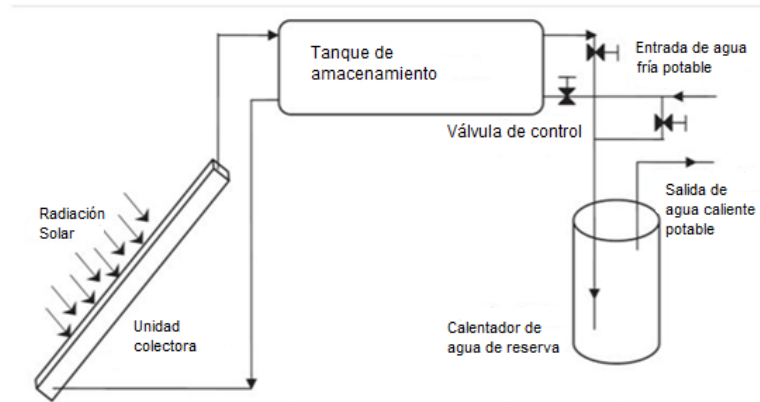 Tanque de
amacenamiento
Entrada de agua
fría potable
Válvula de control
Salida de
agua caliente
potable
Radiación
Solar
Unidad
colectora
Calentador de
agua de reserva